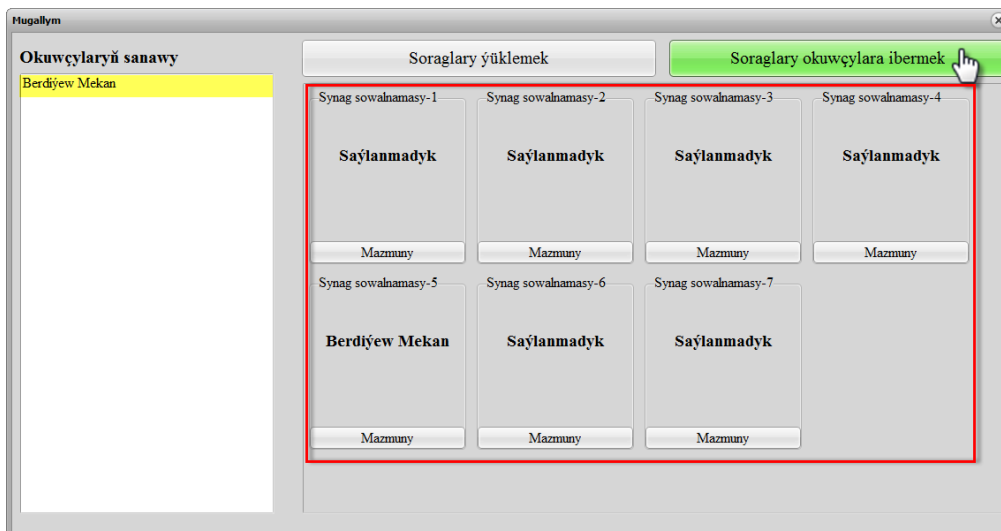 Mugallym
Okuwçylaryň sanawy
Berdiýew Mekan
Soraglary ýüklemek
Soraglary okuwçylara ibermek
Synag sowalnamasy-1
Synag sowalnamasy-2
Synag sowalnamasy-3
Synag sowalnamasy-4
Saýlanmadyk
Saýlanmadyk
Saýlanmadyk
Saýlanmadyk
Mazmuny
Mazmuny
Mazmuny
Mazmuny
Synag sowalnamasy-5
Synag sowalnamasy-6
Synag sowalnamasy-7
Berdiýew Mekan
Saýlanmadyk
Saýlanmadyk
Mazmuny
Mazmuny
Mazmuny